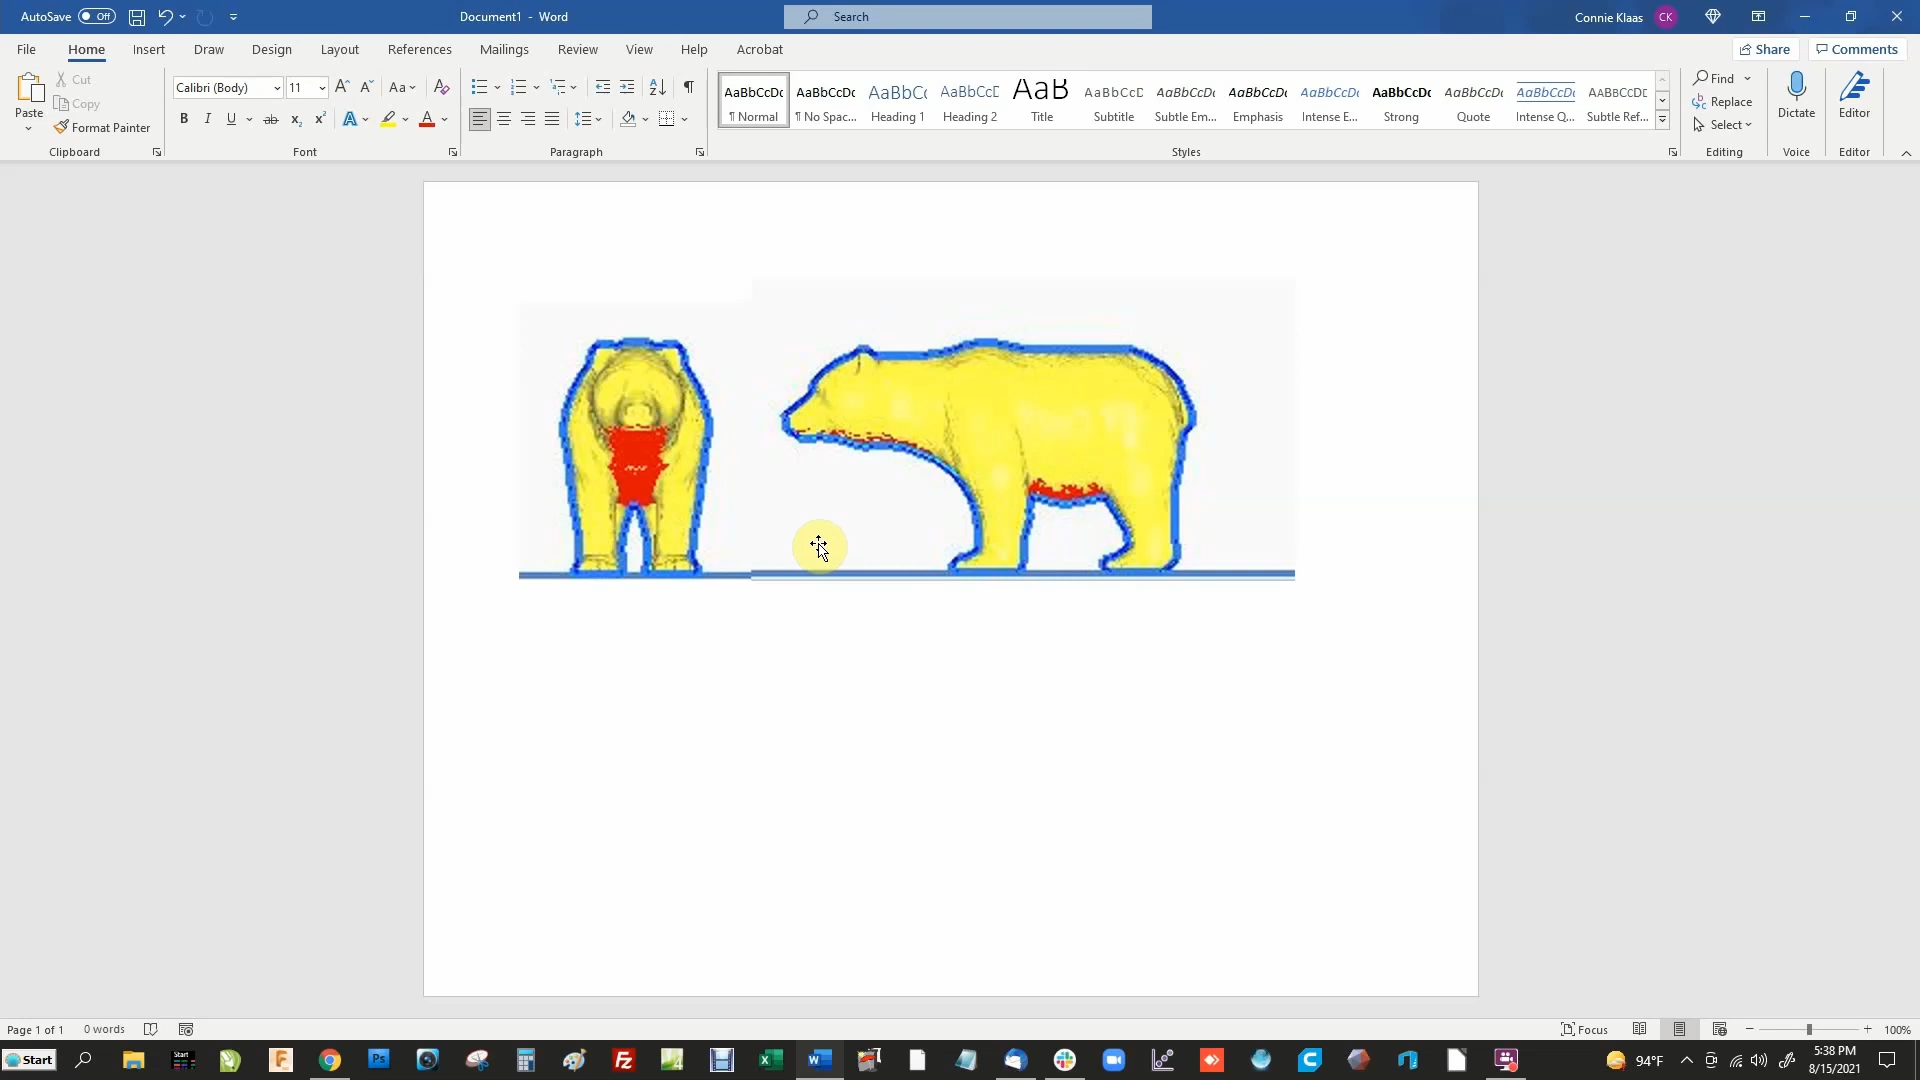 AutoSave Off Document1 - Word Search Connie Klaas CK
File Home Insert Draw Design Layout References Mailings Review View Help Acrobat Share Comments
Paste Cut Copy Format Painter
Clipboard
Calibri (Body) 11
Font
Paragraph
AaBbCcDc AaBbCcDc AaBbCc AaBbCcD AaB AaBbCcD AaBbCcDc AaBbCcDc AaBbCcDc AaBbCcDc AaBbCcDc AaBbCcDc AaBbCcDc
¶ Normal ¶ No Spac... Heading 1 Heading 2 Title Subtitle Subtle Em... Emphasis Intense E... Strong Quote Intense Q... Subtle Ref...
Styles
Find
Replace
Select
Editing
Dictate
Voice
Editor
Editor
Page 1 of 1 0 words Focus 100%
Start 94°F 5:38 PM
8/15/2021